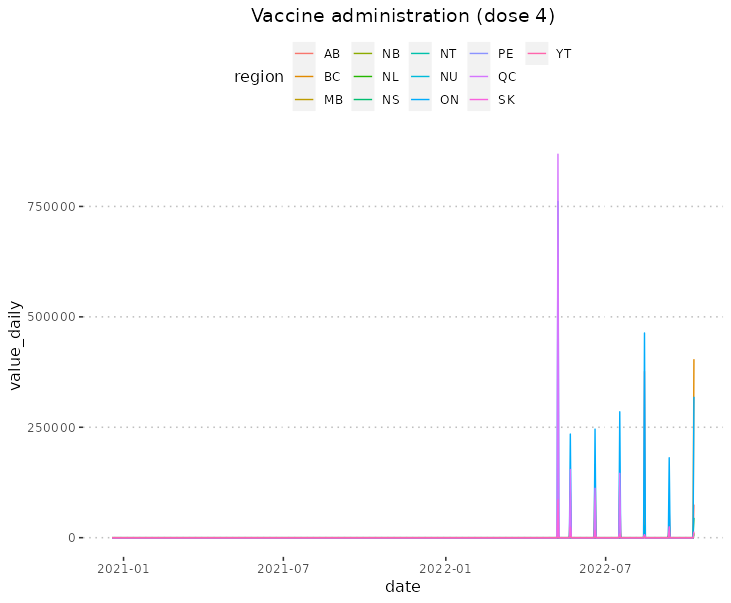 Vaccine administration (dose 4)
region
AB NB NT PE YT
BC NL NU QC
MB NS ON SK
750000
500000
250000
0
value_daily
2021-01 2021-07 2022-01 2022-07
date